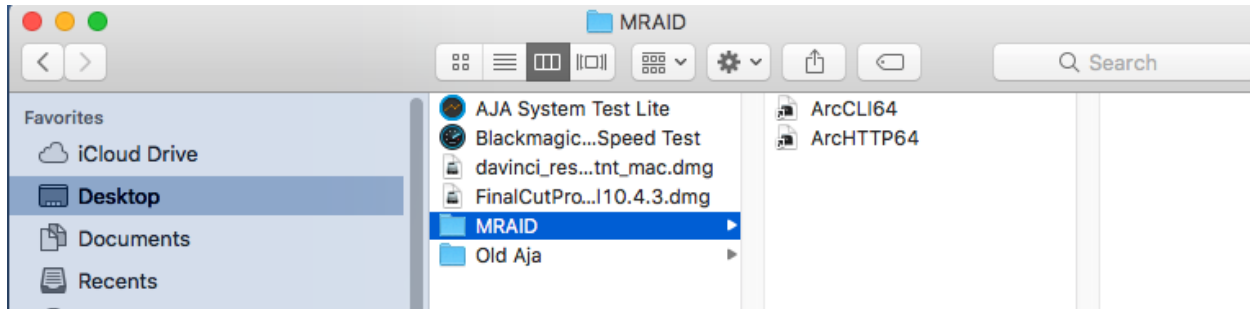 MRAID
Search
Favorites
iCloud Drive
Desktop
Documents
Recents
AJA System Test Lite
Blackmagic...Speed Test
davinci_res...tnt_mac.dmg
FinalCutPro...l10.4.3.dmg
MRAID
Old Aja
ArcCLI64
ArcHTTP64